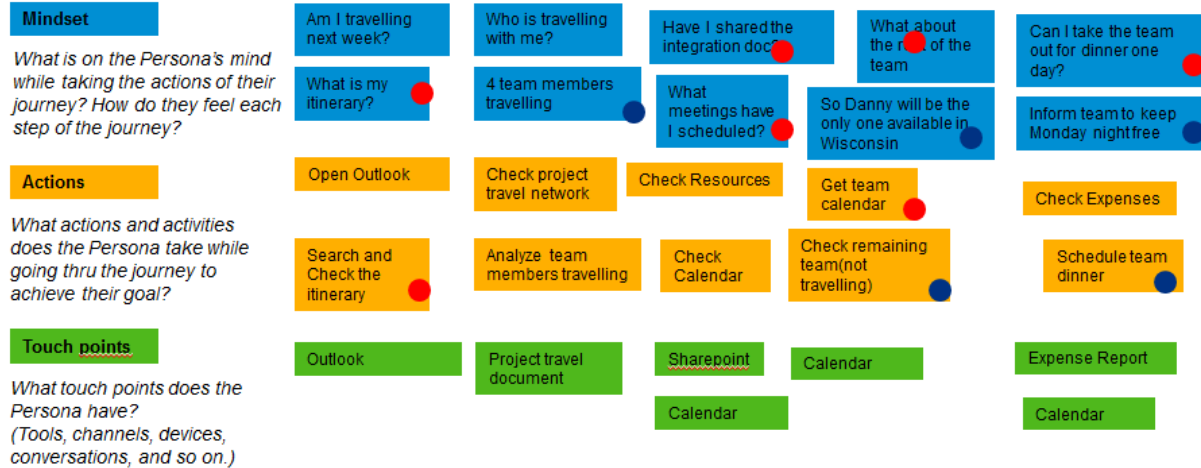 Mindset
What is on the Persona's mind
while taking the actions of their
journey? How do they feel each
step of the journey?
Am I travelling
next week?
Who is travelling
with me?
Have I shared the
integration doc?
What about
the of the
team
Can I take the team
out for dinner one
day?
What is my
itinerary?
4 team members
travelling
What
meetings have
I scheduled?
So Danny will be the
only one available in
Wisconsin
Inform team to keep
Monday night free
Actions
What actions and activities
does the Persona take while
going thru the journey to
achieve their goal?
Open Outlook
Check project
travel network
Check Resources
Get team
calendar
Check Expenses
Search and
Check the
itinerary
Analyze team
members travelling
Check
Calendar
Check remaining
team(not
travelling)
Schedule team
dinner
Touch points
What touch points does the
Persona have?
(Tools, channels, devices,
conversations, and so on.)
Outlook
Project travel
document
Sharepoint
Calendar
Expense Report
Calendar
Calendar